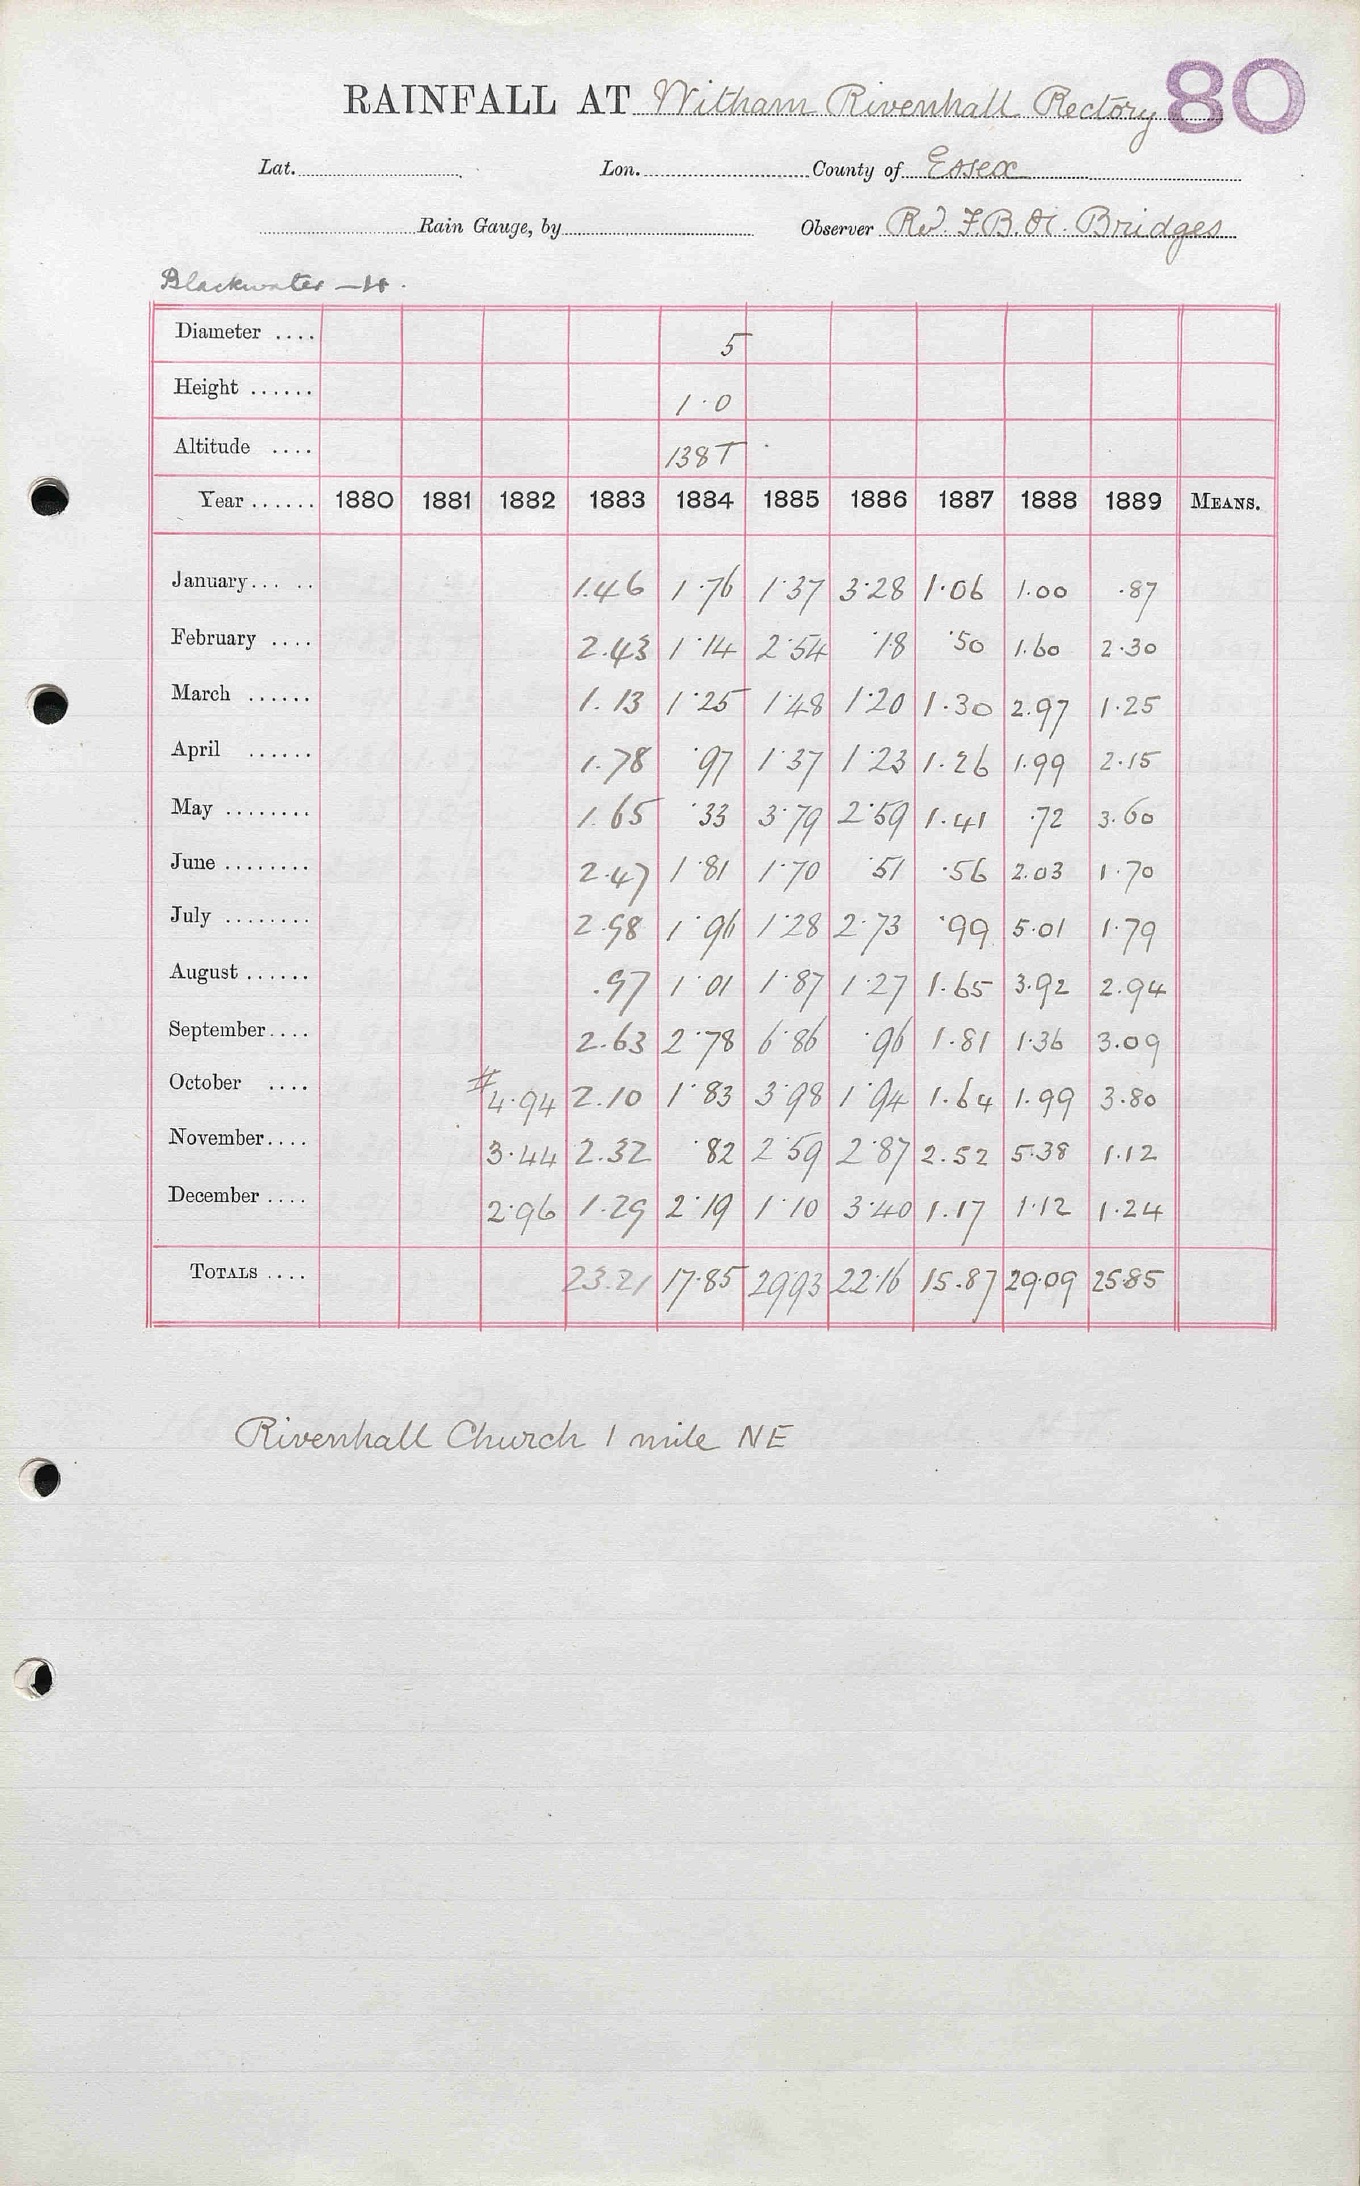 RAINFALL AT Witham Rivenhall Rectory 80
Lat. Lon. County of Essex
Rain Gauge, by Observer Rev. F.B.H. Bridges
Blackwater —
Diameter .... 5
Height ...... 1·0
Altitude .... 138T
Year ...... 1880 1881 1882 1883 1884 1885 1886 1887 1888 1889 MEANS.
January... .. 1.46 1·76 1·37 3·28 1·06 1.00 ·87
February .... 2.43 1·14 2·54 ·18 ·50 1.60 2·30
March ...... 1.13 1·25 1·48 1·20 1·30 2.97 1·25
April ...... 1.78 ·97 1·37 1·23 1·26 1.99 2·15
May ........ 1.65 ·33 3·79 2·59 1·41 ·72 3·60
June ........ 2.47 1·81 1·70 ·51 ·56 2·03 1·70
July ........ 2.98 1·96 1·28 2·73 ·99 5·01 1·79
August ...... .97 1·01 1·87 1·27 1·65 3.92 2·94
September.... 2.63 2·78 6·86 ·96 1·81 1·36 3·09
October .... # 4·94 2.10 1·83 3·98 1·94 1·64 1.99 3·80
November.... 3·44 2.32 ·82 2·59 2·87 2·52 5·38 1·12
December .... 2·96 1.29 2·19 1·10 3·40 1·17 1·12 1·24
TOTALS .... 23.21 17·85 29·93 22·16 15·87 29·09 25·85
Rivenhall Church 1 mile NE